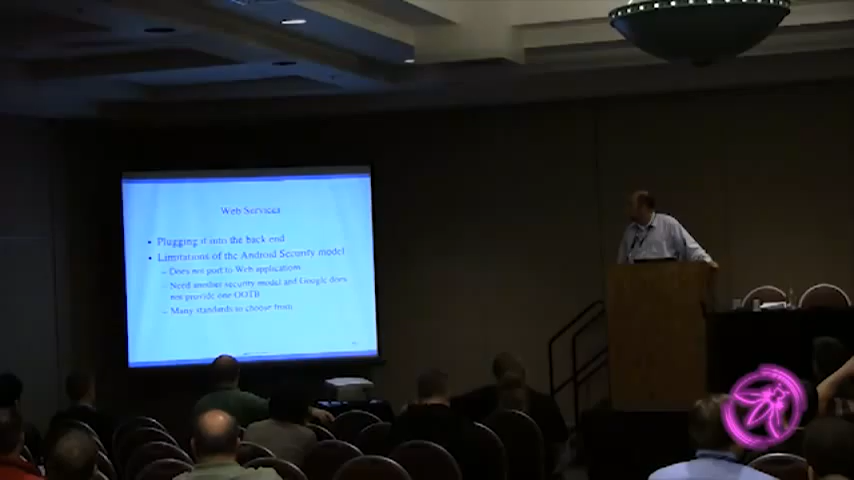 Web Services
• Plugging it into the back end
• Limitations of the Android Security model
– Does not port to Web applications
– Need another security model and Google does
not provide one OOTB
– Many standards to choose from